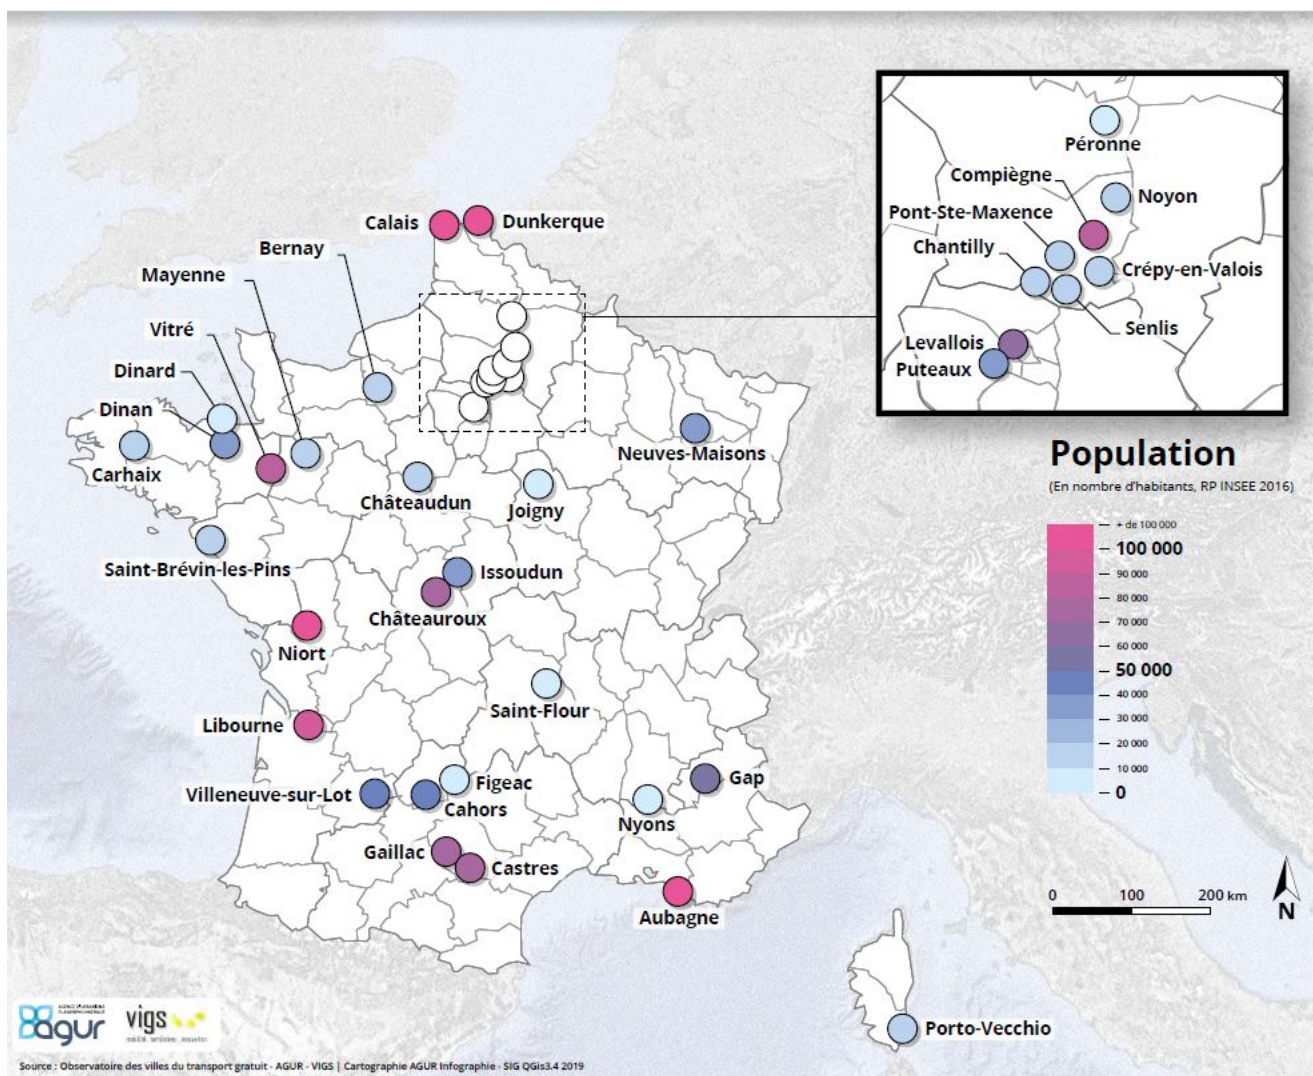 Calais
Dunkerque
Bernay
Mayenne
Vitré
Dinard
Dinan
Carhaix
Châteaudun
Joigny
Neuves-Maisons
Saint-Brévin-les-Pins
Issoudun
Châteauroux
Niort
Saint-Flour
Libourne
Villeneuve-sur-Lot
Figeac
Cahors
Gap
Nyons
Gaillac
Castres
Aubagne
Porto-Vecchio
Péronne
Compiègne
Noyon
Pont-Ste-Maxence
Chantilly
Crépy-en-Valois
Senlis
Levallois
Puteaux
Population
(En nombre d'habitants, RP INSEE 2016)
+ de 100 000
100 000
90 000
80 000
70 000
60 000
50 000
40 000
30 000
20 000
10 000
0
0 100 200 km
N
agur
vigs
Source : Observatoire des villes du transport gratuit - AGUR - VIGS | Cartographie AGUR Infographie - SIG QGis3.4 2019